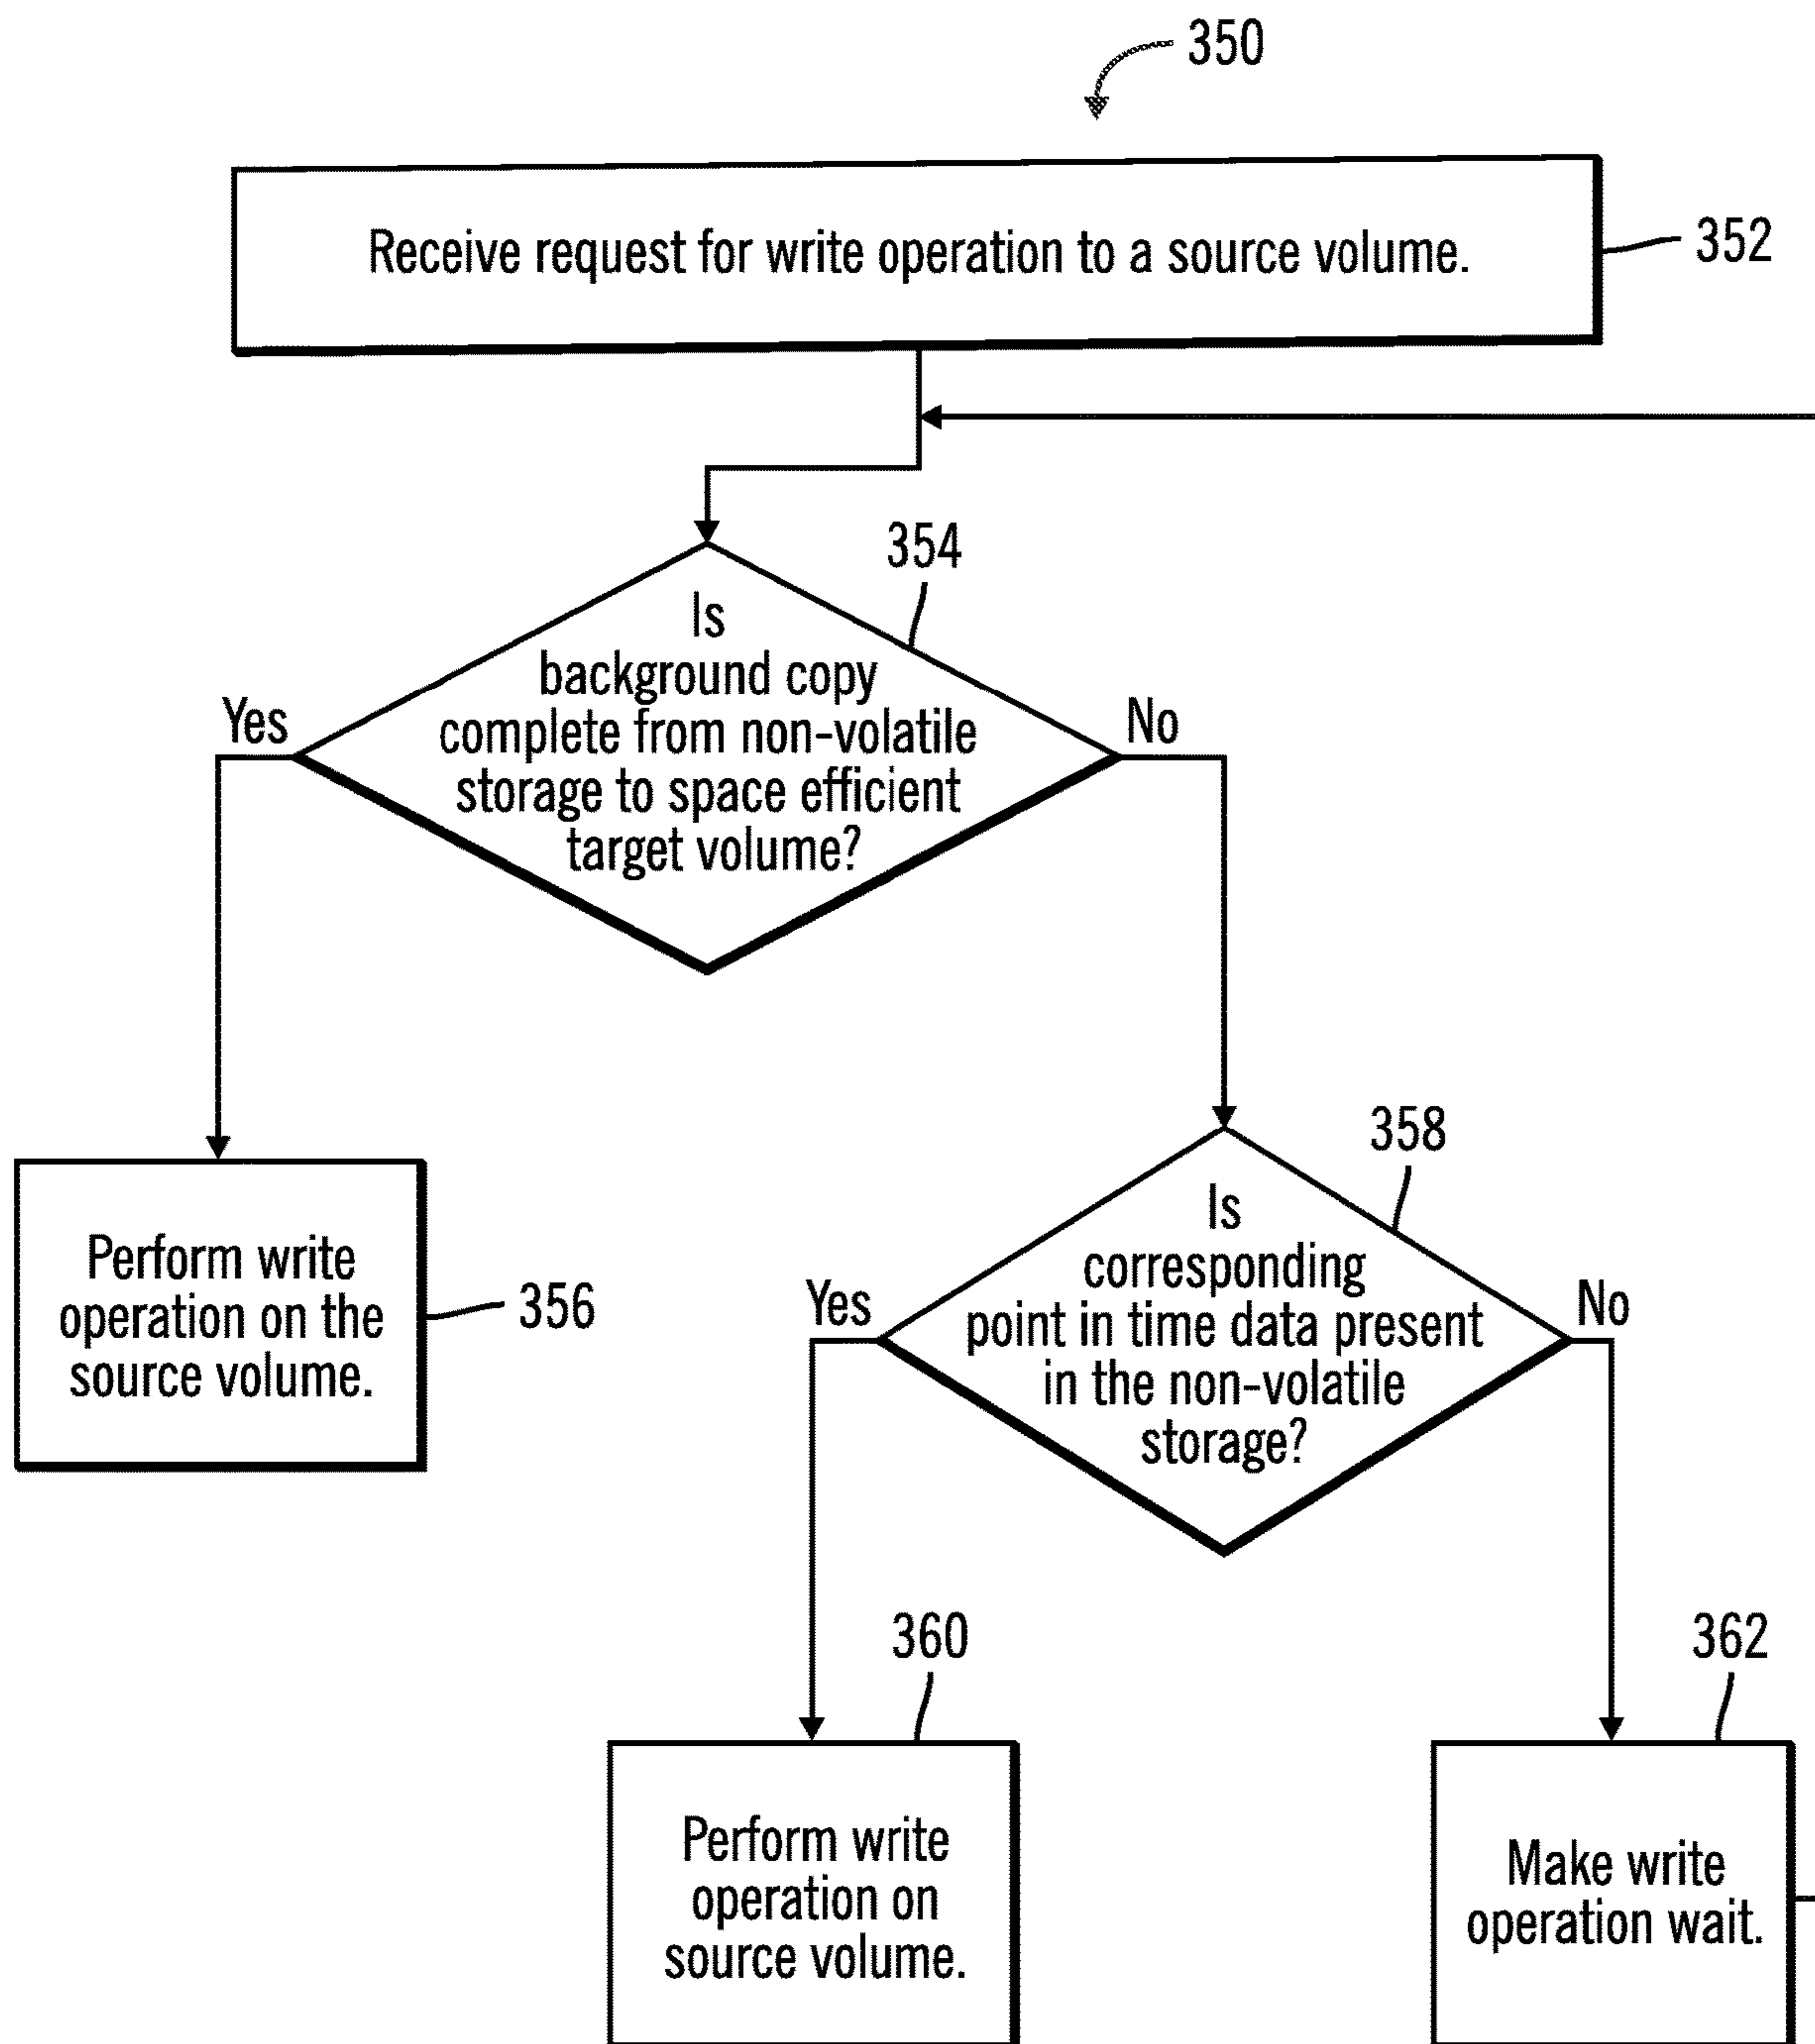 350
Receive request for write operation to a source volume.
352
354
Is
background copy
complete from non-volatile
storage to space efficient
target volume?
Yes
No
358
Is
corresponding
point in time data present
in the non-volatile
storage?
Yes
No
Perform write
operation on the
source volume.
356
360
Perform write
operation on
source volume.
362
Make write
operation wait.